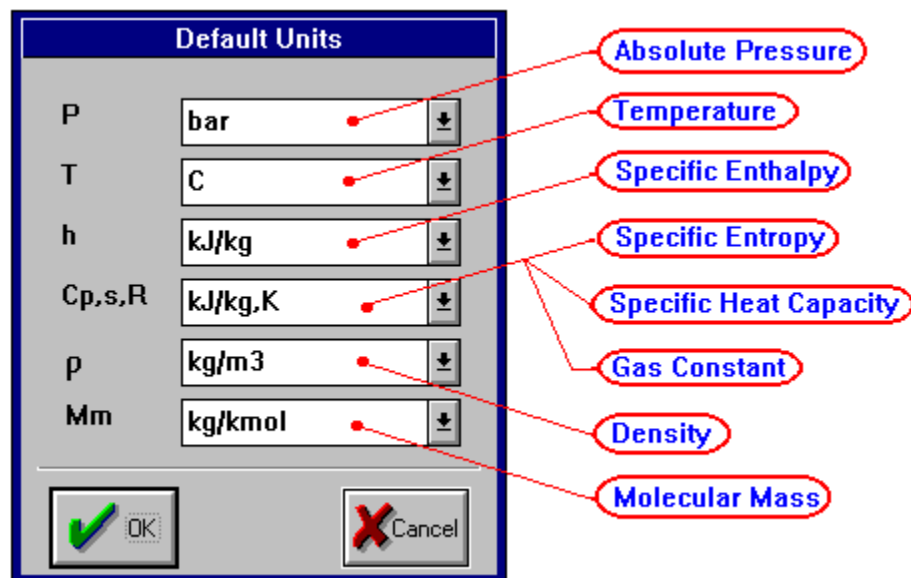 Default Units
P bar
T C
h kJ/kg
Cp,s,R kJ/kg,K
ρ kg/m3
Mm kg/kmol
OK Cancel
Absolute Pressure
Temperature
Specific Enthalpy
Specific Entropy
Specific Heat Capacity
Gas Constant
Density
Molecular Mass